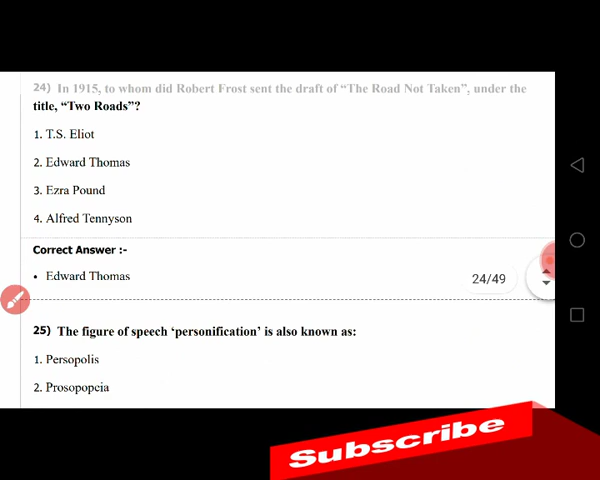 24) In 1915, to whom did Robert Frost sent the draft of “The Road Not Taken”, under the
title, “Two Roads”?
1. T.S. Eliot
2. Edward Thomas
3. Ezra Pound
4. Alfred Tennyson
Correct Answer :-
• Edward Thomas
24/49
25) The figure of speech ‘personification’ is also known as:
1. Persopolis
2. Prosopopeia
Subscribe